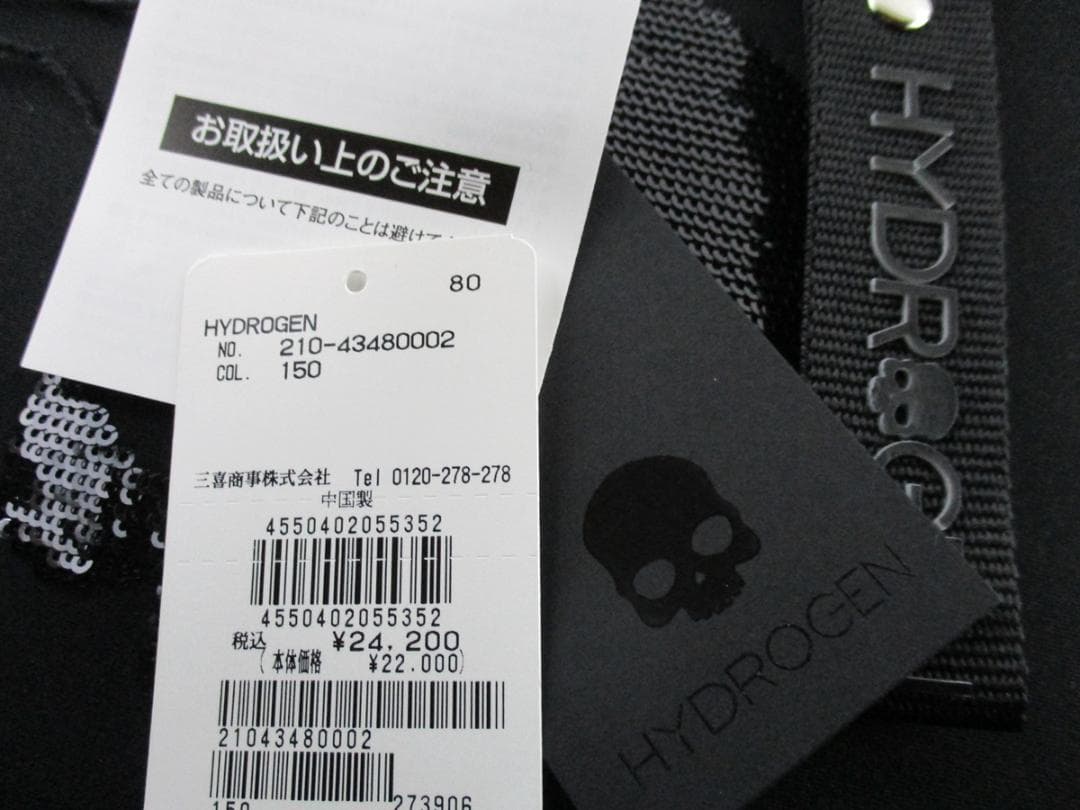 お取扱い上のご注意
全ての製品について下記のことは避けて
80
HYDROGEN
NO. 210-43480002
COL. 150
三喜商事株式会社 Tel 0120-278-278
中国製
4550402055352
4550402055352
税込 ¥24,200
(本体価格 ¥22.000)
21043480002
150 273906
HYDROGEN
HYDROG